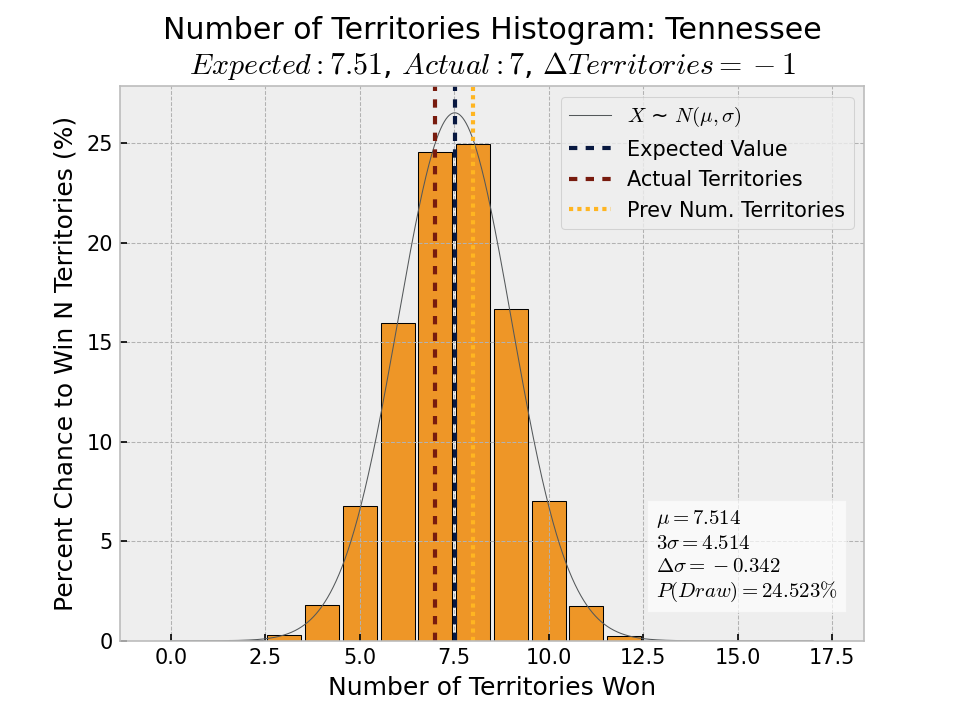 Number of Territories Histogram: Tennessee
Expected : 7.51, Actual : 7, ΔTerritories = −1
X ~ N(μ, σ)
Expected Value
Actual Territories
Prev Num. Territories
Percent Chance to Win N Territories (%)
25
20
15
10
5
0
μ = 7.514
3σ = 4.514
Δσ = −0.342
P(Draw) = 24.523%
0.0 2.5 5.0 7.5 10.0 12.5 15.0 17.5
Number of Territories Won